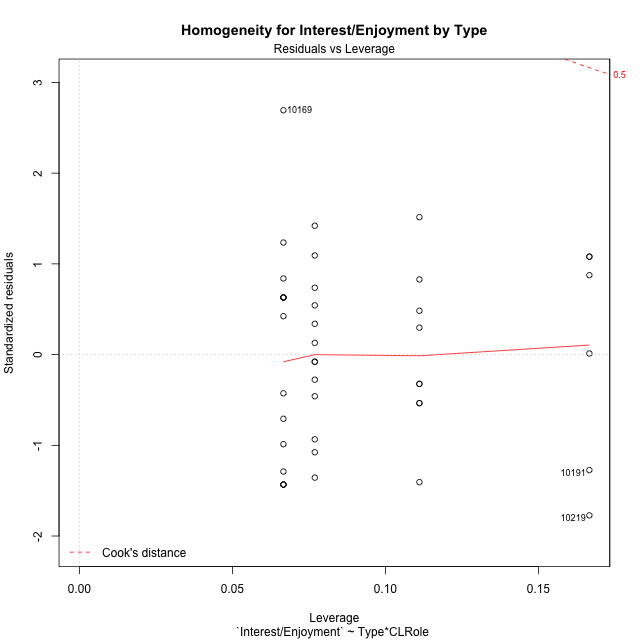 Homogeneity for Interest/Enjoyment by Type
Residuals vs Leverage
3
2
1
0
-1
-2
Standardized residuals
10169
0.5
10191
10219
Cook's distance
0.00
0.05
0.10
0.15
Leverage
`Interest/Enjoyment` ~ Type*CLRole